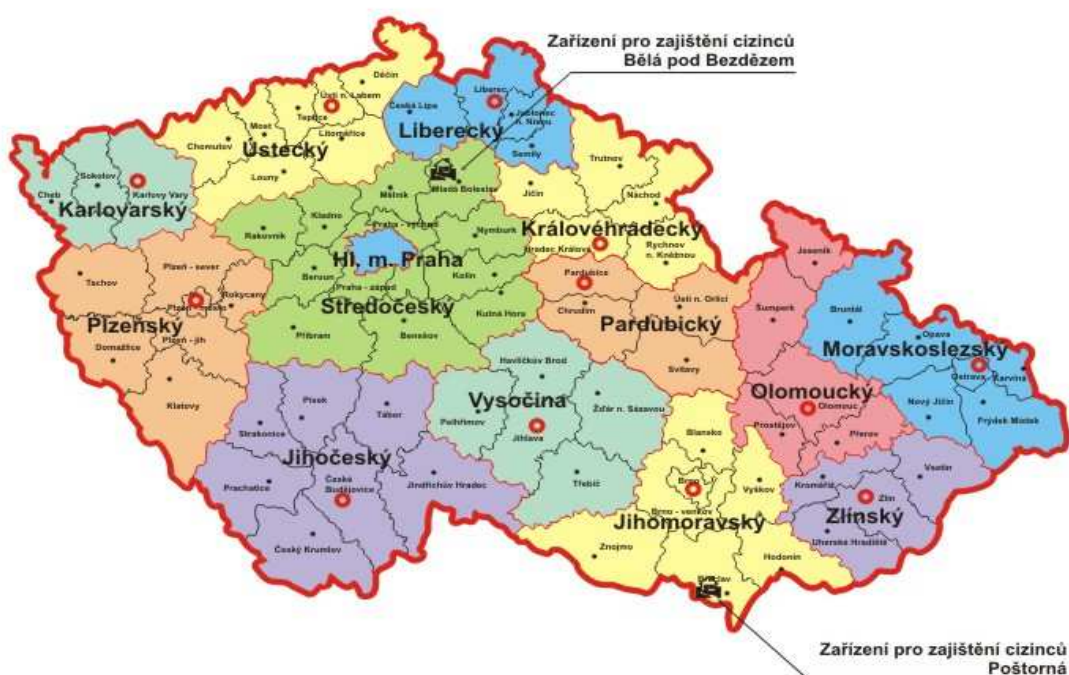 Zařízení pro zajištění cizinců
Bělá pod Bezdězem
Děčín
Ústí n. Labem
Teplice
Most
Litoměřice
Chomutov
Ústecký
Louny
Česká Lípa
Liberec
Jablonec
n. Nisou
Liberecký
Semily
Trutnov
Sokolov
Cheb
Karlovy Vary
Karlovarský
Mělník
Mladá Boleslav
Jičín
Náchod
Kladno
Praha - východ
Rakovník
Nymburk
Královéhradecký
Hradec Králové
Rychnov
n. Kněžnou
Hl. m. Praha
Beroun
Kolín
Praha - západ
Středočeský
Kutná Hora
Příbram
Benešov
Plzeň - sever
Tachov
Rokycany
Plzeňský
Plzeň - jih
Domažlice
Klatovy
Pardubice
Chrudim
Ústí n. Orlicí
Pardubický
Svitavy
Jeseník
Šumperk
Bruntál
Opava
Moravskoslezský
Ostrava
Karviná
Olomoucký
Olomouc
Nový Jičín
Frýdek Místek
Prostějov
Přerov
Havlíčkův Brod
Vysočina
Pelhřimov
Žďár n. Sázavou
Jihlava
Třebíč
Písek
Tábor
Strakonice
Jihočeský
Prachatice
České
Budějovice
Jindřichův Hradec
Český Krumlov
Blansko
Brno
Vyškov
Brno - venkov
Jihomoravský
Znojmo
Hodonín
Břeclav
Vsetín
Kroměříž
Zlín
Zlínský
Uherské Hradiště
Zařízení pro zajištění cizinců
Poštorná